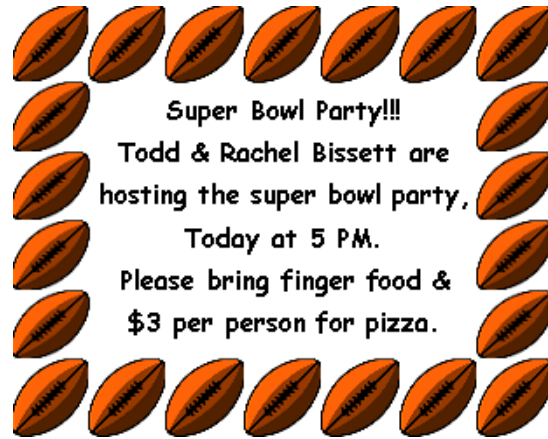 Super Bowl Party!!!
Todd & Rachel Bissett are
hosting the super bowl party,
Today at 5 PM.
Please bring finger food &
$3 per person for pizza.